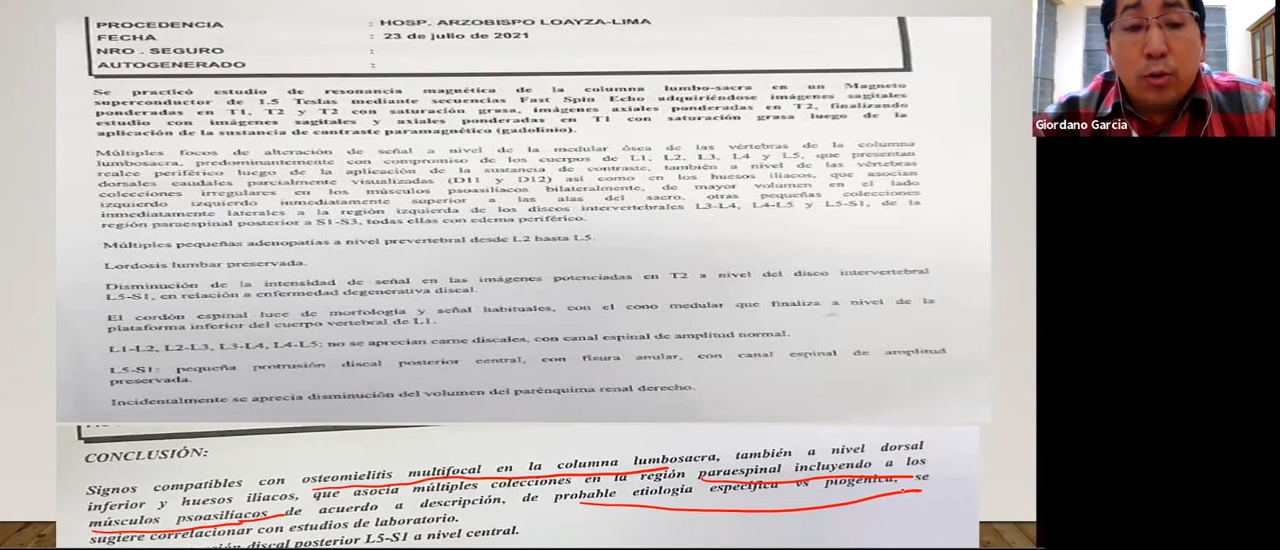 PROCEDENCIA : HOSP. ARZOBISPO LOAYZA-LIMA
FECHA : 23 de julio de 2021
NRO . SEGURO :
AUTOGENERADO :
Se practicó estudio de resonancia magnética de la columna lumbo-sacra en un Magneto
superconductor de 1.5 Teslas mediante secuencias Fast Spin Echo adquiriéndose imágenes sagitales
ponderadas en T1, T2 y T2 con saturación grasa, imágenes axiales ponderadas en T2, finalizando
estudio con imágenes sagitales y axiales ponderadas en T1 con saturación grasa luego de la
aplicación de la sustancia de contraste paramagnético (gadolinio).
Múltiples focos de alteración de señal a nivel de la medular ósea de las vértebras de la columna
lumbosacra, predominantemente con compromiso de los cuerpos de L1, L2, L3, L4 y L5, que presentan
realce periférico luego de la aplicación de la sustancia de contraste, también a nivel de las vértebras
dorsales caudales parcialmente visualizadas (D11 y D12) así como en los huesos iliacos, que asocian
colecciones irregulares en los músculos psoasiliacos bilateralmente, de mayor volumen en el lado
izquierdo izquierdo inmediatamente superior a las alas del sacro, otras pequeñas colecciones
inmediatamente laterales a la región izquierda de los discos intervertebrales L3-L4, L4-L5 y L5-S1, de la
región paraespinal posterior a S1-S3, todas ellas con edema periférico.
Múltiples pequeñas adenopatías a nivel prevertebral desde L2 hasta L5.
Lordosis lumbar preservada.
Disminución de la intensidad de señal en las imágenes potenciadas en T2 a nivel del disco intervertebral
L5-S1, en relación a enfermedad degenerativa discal.
El cordón espinal luce de morfología y señal habituales, con el cono medular que finaliza a nivel de la
plataforma inferior del cuerpo vertebral de L1.
L1-L2, L2-L3, L3-L4, L4-L5: no se aprecian carne discales, con canal espinal de amplitud normal.
L5-S1: pequeña protrusión discal posterior central, con fisura anular, con canal espinal de amplitud
preservada.
Incidentalmente se aprecia disminución del volumen del parénquima renal derecho.
CONCLUSIÓN:
Signos compatibles con osteomielitis multifocal en la columna lumbosacra, también a nivel dorsal
inferior y huesos iliacos, que asocia múltiples colecciones en la región paraespinal incluyendo a los
músculos psoasiliacos de acuerdo a descripción, de probable etiología específica vs piogénica, se
sugiere correlacionar con estudios de laboratorio.
discal posterior L5-S1 a nivel central.
Giordano Garcia